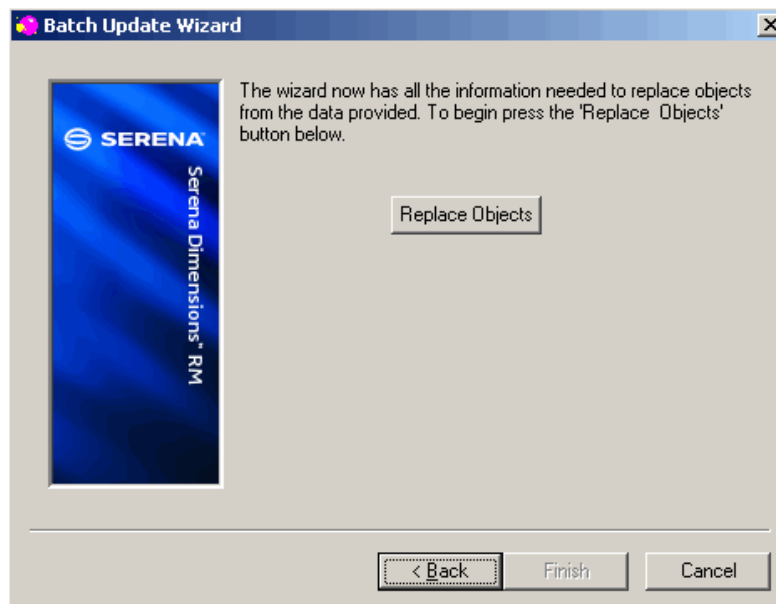 Batch Update Wizard
The wizard now has all the information needed to replace objects
from the data provided. To begin press the 'Replace  Objects'
button below.
SERENA™
Serena Dimensions® RM
Replace Objects
< Back
Finish
Cancel